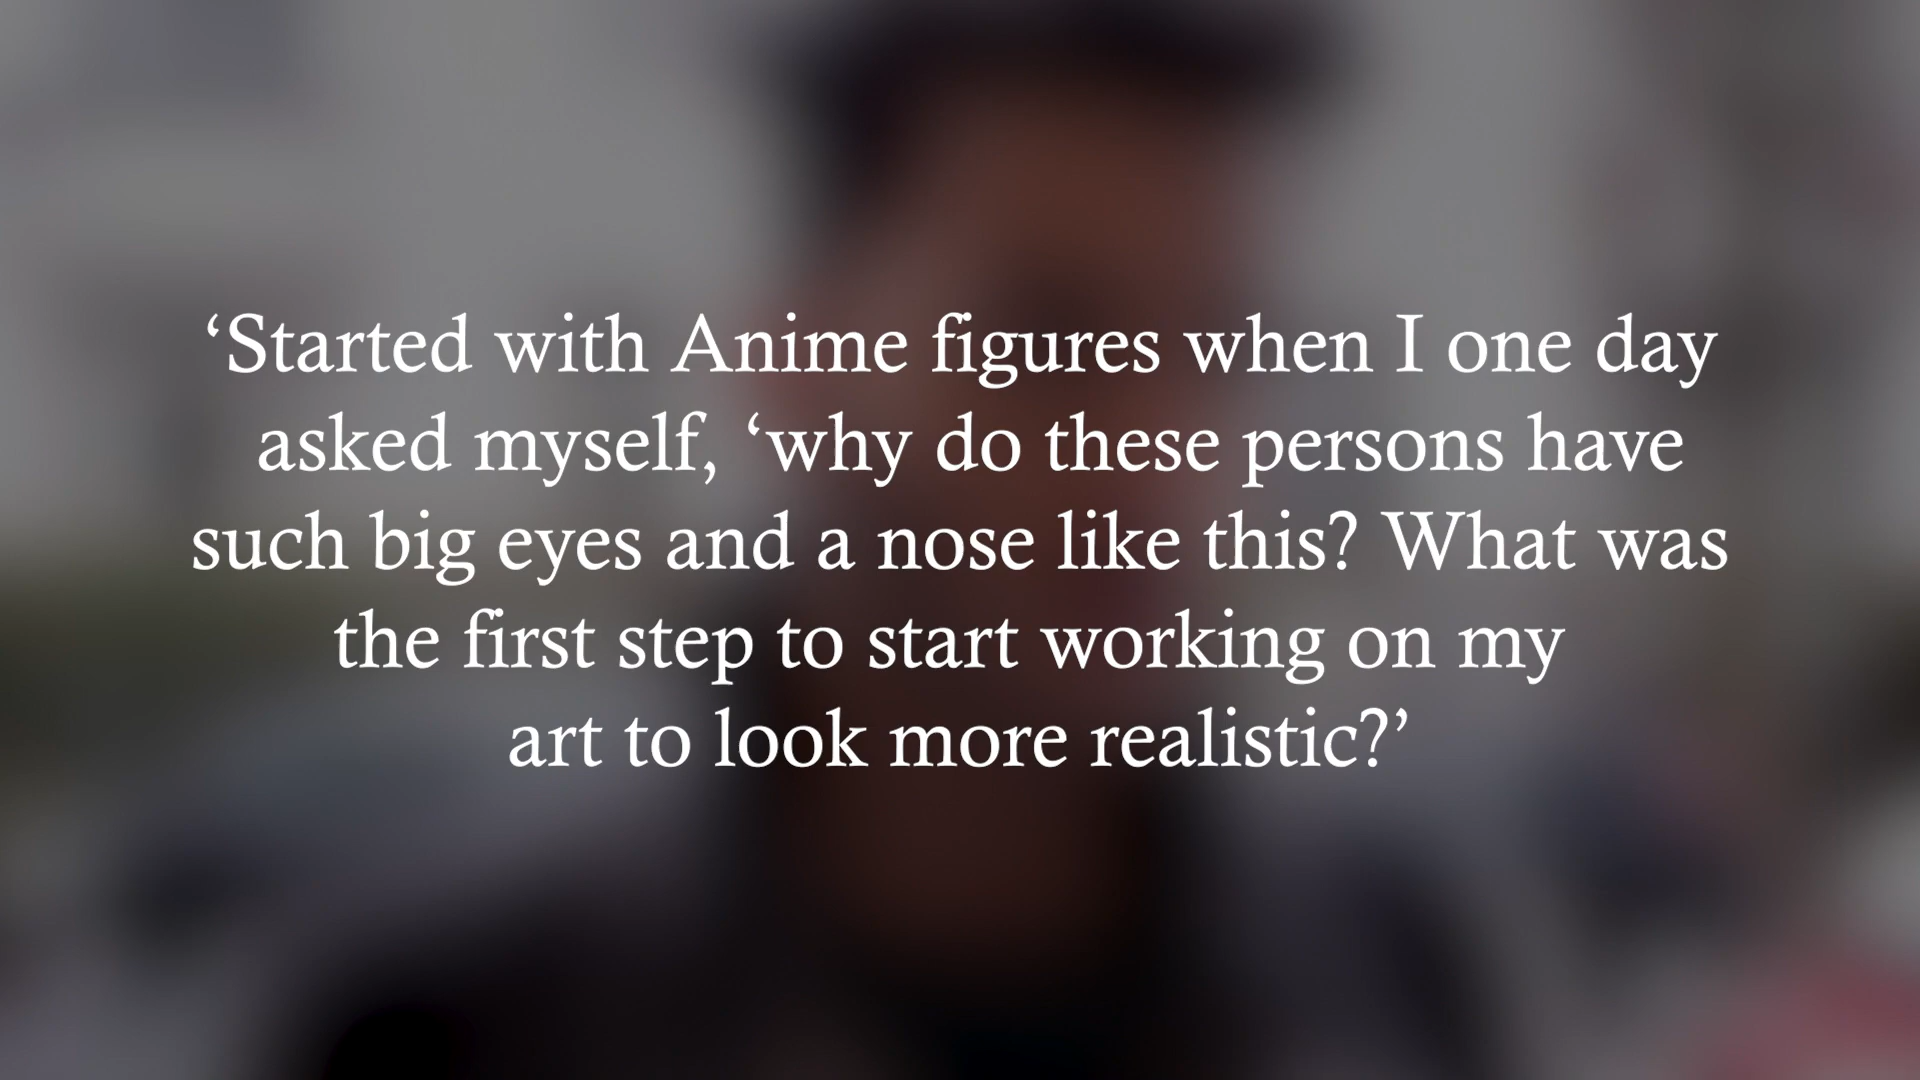 ‘Started with Anime figures when I one day
asked myself, ‘why do these persons have
such big eyes and a nose like this? What was
the first step to start working on my
art to look more realistic?’